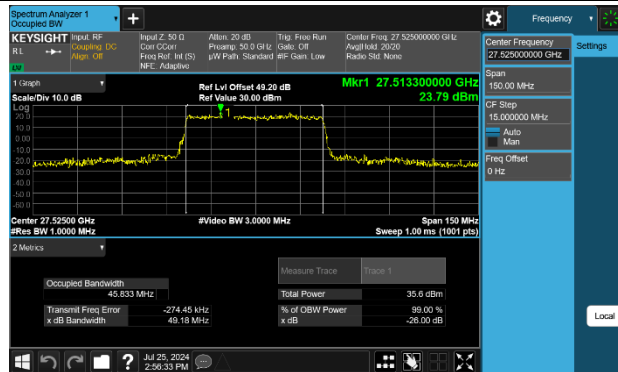 Spectrum Analyzer 1
Occupied BW
+
Frequency
KEYSIGHT Input: RF Input Z: 50 Ω Atten: 20 dB Trig: Free Run Center Freq: 27.525000000 GHz
RL Coupling: DC Corr CCorr Preamp: 50.0 GHz Gate: Off Avg|Hold: 20/20
Align: Off Freq Ref: Int (S) µW Path: Standard #IF Gain: Low Radio Std: None
NFE: Adaptive
LW
1 Graph
Ref Lvl Offset 49.20 dB
Mkr1 27.513300000 GHz
Scale/Div 10.0 dB
Ref Value 30.00 dBm
23.79 dBm
Log
20.0
10.0
0.00
-10.0
-20.0
-30.0
-40.0
-50.0
-60.0
1
Center 27.52500 GHz
#Video BW 3.0000 MHz
Span 150 MHz
#Res BW 1.0000 MHz
Sweep 1.00 ms (1001 pts)
2 Metrics
Measure Trace Trace 1
Occupied Bandwidth
45.833 MHz
Total Power 35.6 dBm
Transmit Freq Error -274.45 kHz
% of OBW Power 99.00 %
x dB Bandwidth 49.18 MHz
x dB -26.00 dB
Center Frequency
27.525000000 GHz
Settings
Span
150.00 MHz
CF Step
15.000000 MHz
Auto
Man
Freq Offset
0 Hz
Local
?
Jul 25, 2024
2:56:33 PM